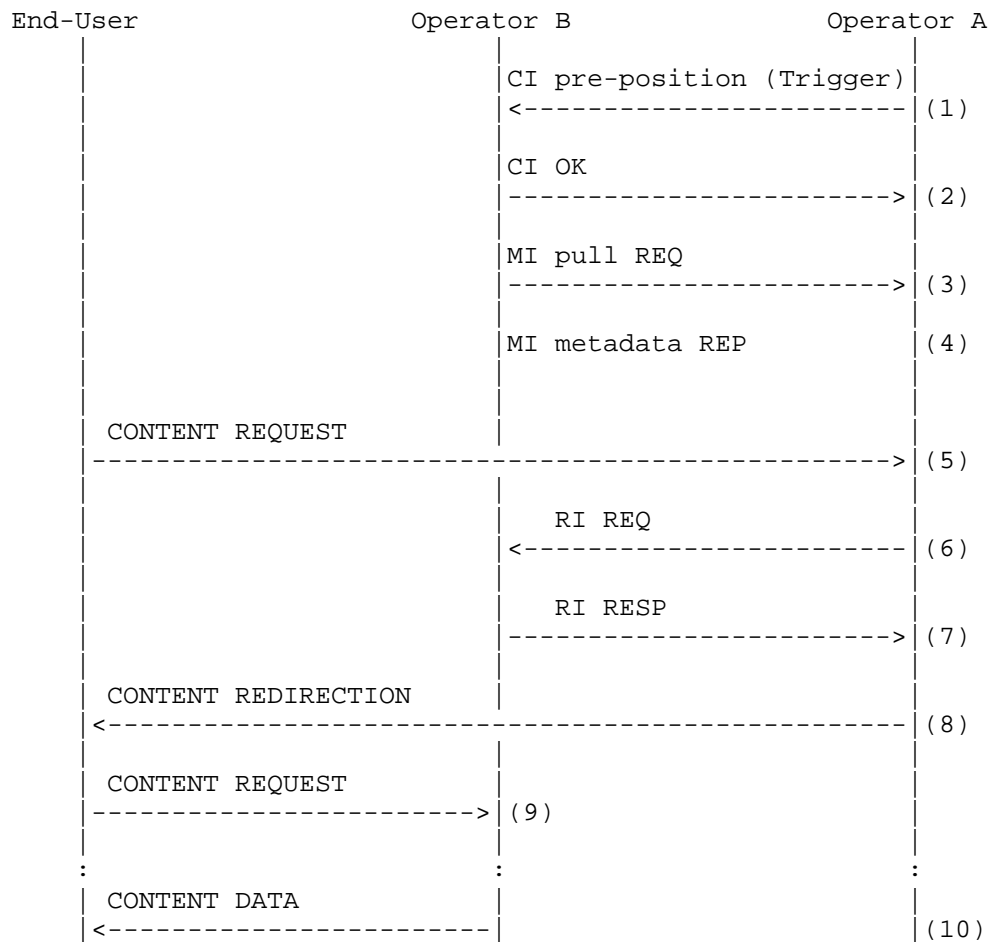 End-User Operator B Operator A
CI pre-position (Trigger)
(1)
CI OK
(2)
MI pull REQ
(3)
MI metadata REP (4)
CONTENT REQUEST
(5)
RI REQ
(6)
RI RESP
(7)
CONTENT REDIRECTION
(8)
CONTENT REQUEST
(9)
: : :
CONTENT DATA
(10)